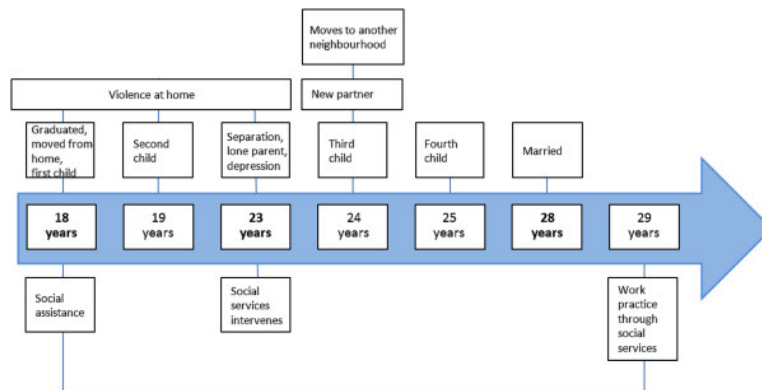 Moves to another
neighbourhood
Violence at home
New partner
Graduated,
moved from
home,
first child
Second
child
Separation,
lone parent,
depression
Third
child
Fourth
child
Married
18
years
19
years
23
years
24
years
25
years
28
years
29
years
Social
assistance
Social
services
intervenes
Work
practice
through
social
services